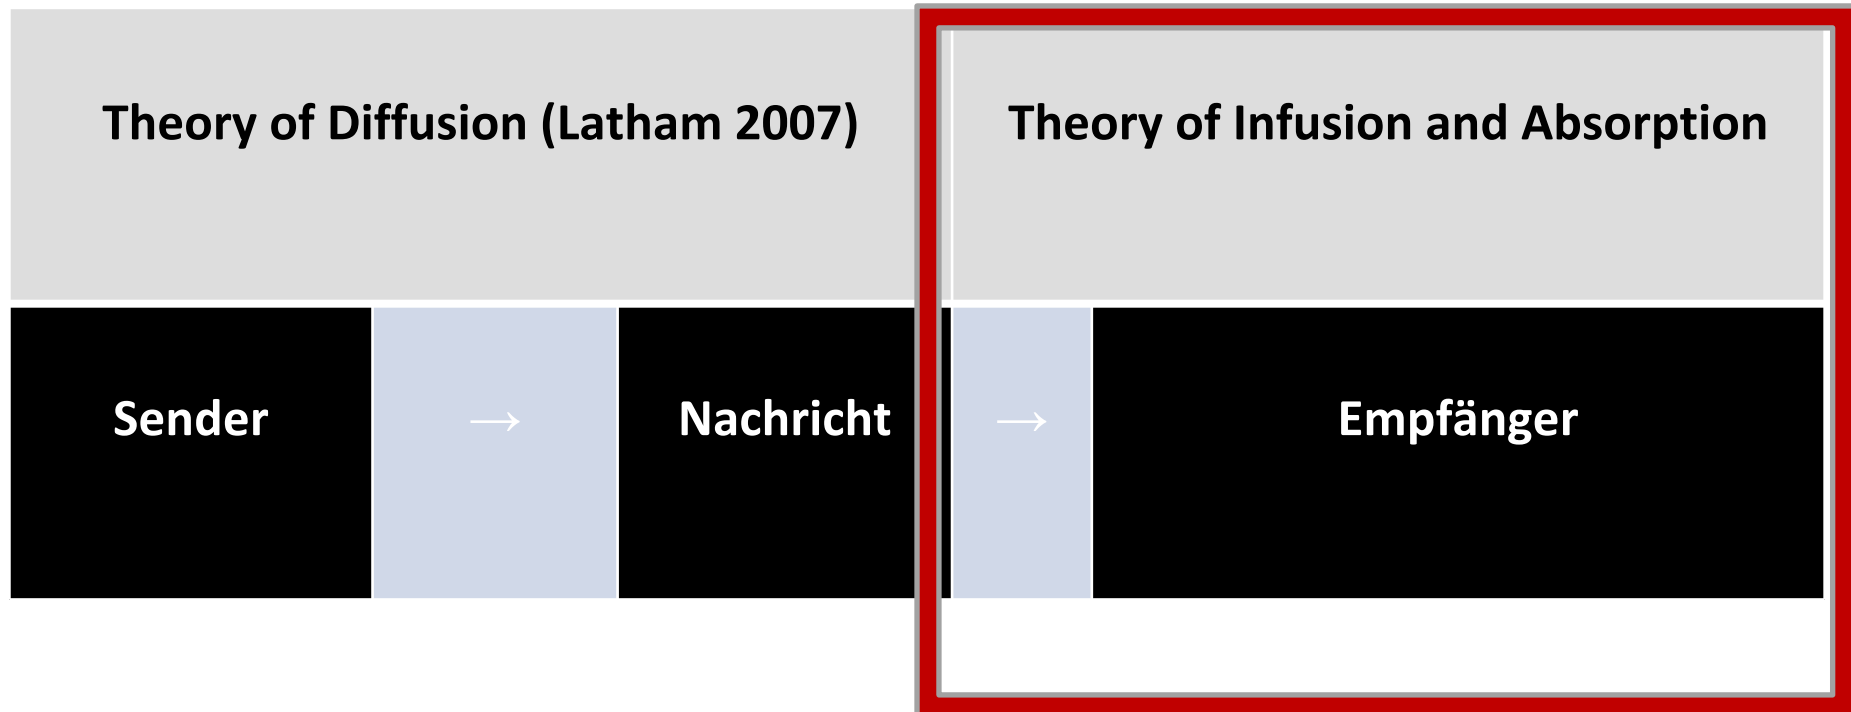 Theory of Diffusion (Latham 2007)
Theory of Infusion and Absorption
Sender → Nachricht → Empfänger